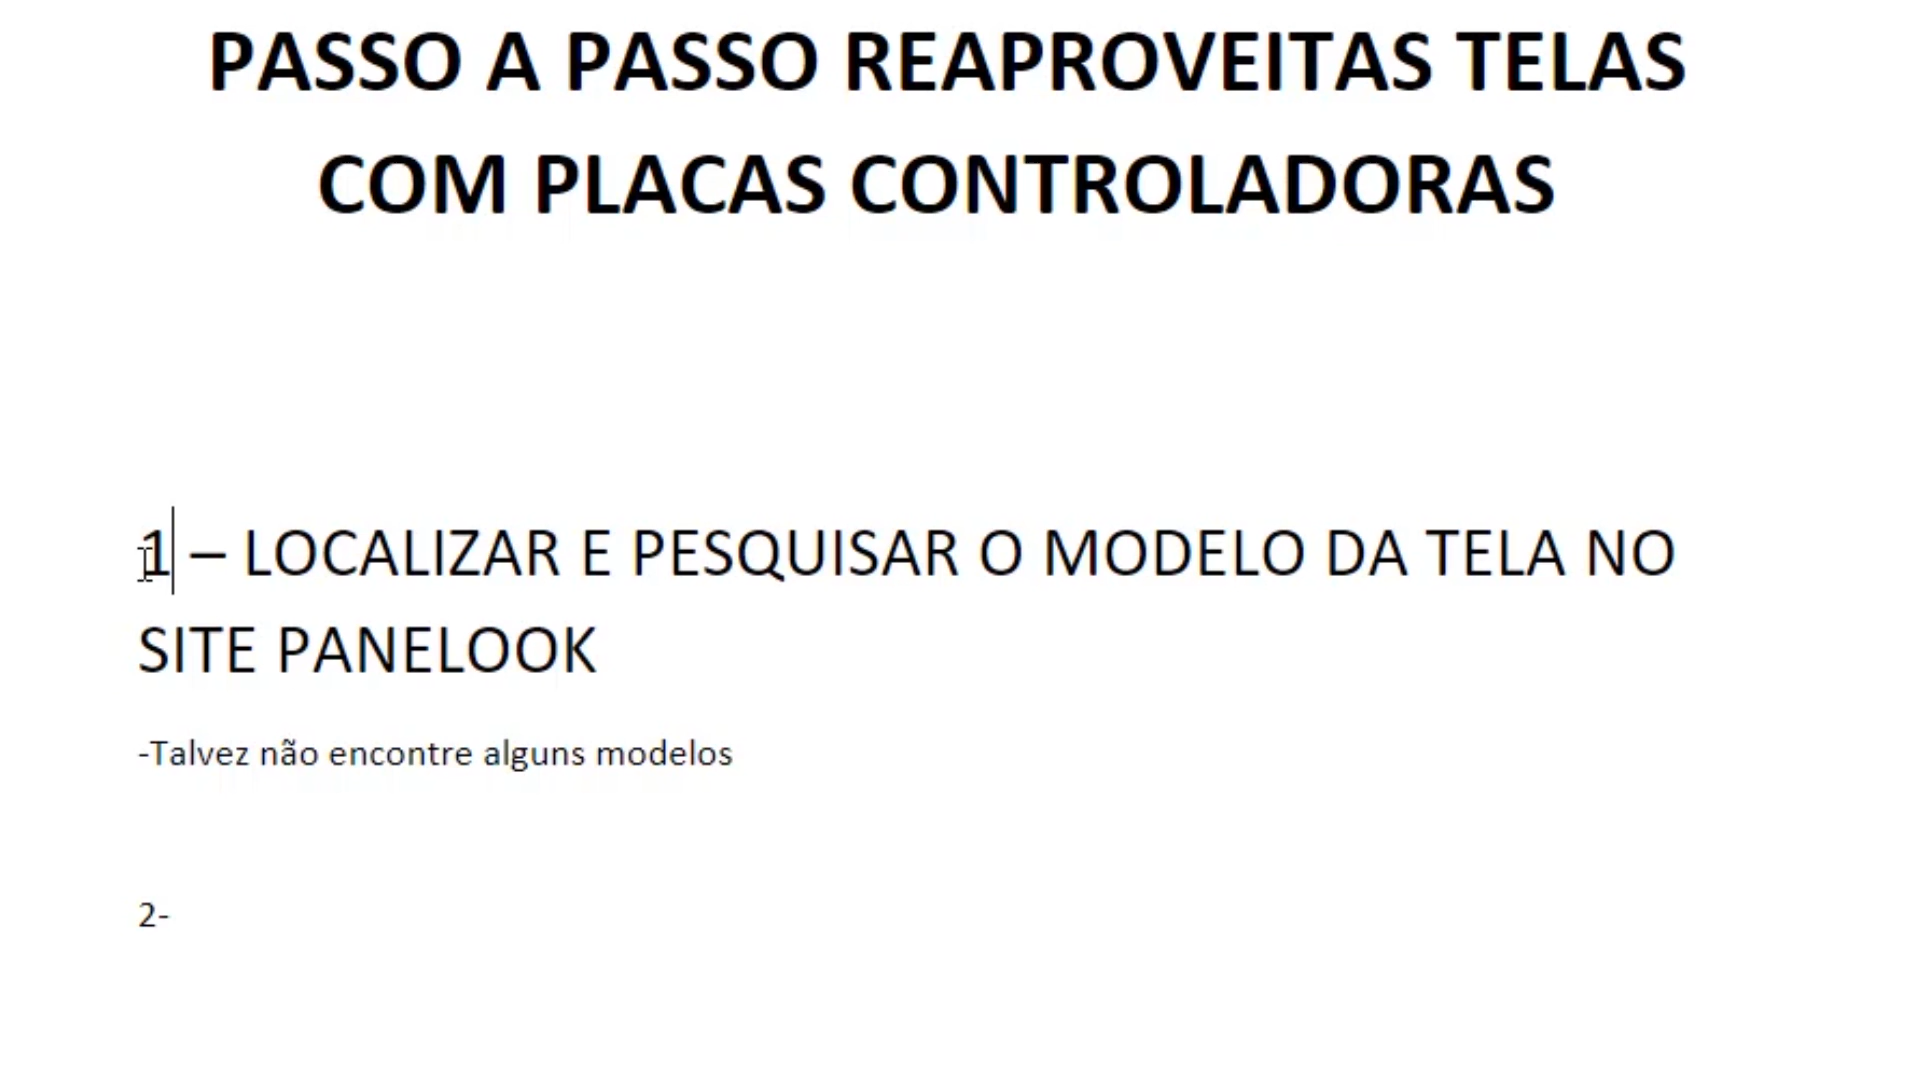 PASSO A PASSO REAPROVEITAS TELAS
COM PLACAS CONTROLADORAS
1 – LOCALIZAR E PESQUISAR O MODELO DA TELA NO
SITE PANELOOK
-Talvez não encontre alguns modelos
2-